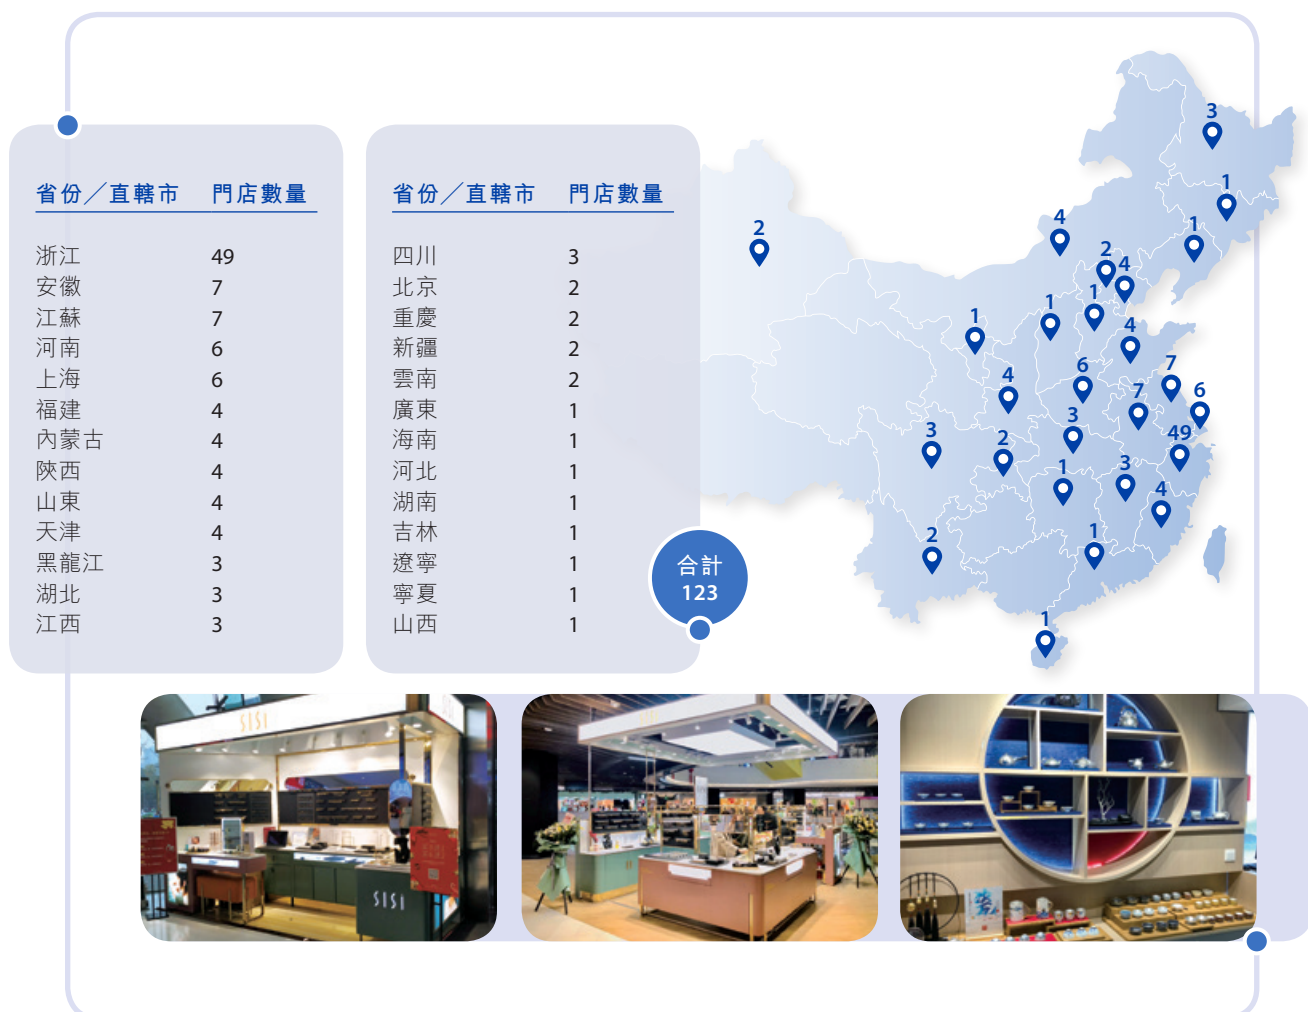 省份／直轄市 門店數量
浙江 49
安徽 7
江蘇 7
河南 6
上海 6
福建 4
內蒙古 4
陝西 4
山東 4
天津 4
黑龍江 3
湖北 3
江西 3
省份／直轄市 門店數量
四川 3
北京 2
重慶 2
新疆 2
雲南 2
廣東 1
海南 1
河北 1
湖南 1
吉林 1
遼寧 1
寧夏 1
山西 1
合計
123
3
1
4
1
2
2
4
1
1
1
4
4
6
7
7
6
3
3
2
49
1
3
4
2
1
1
SISI
SISI
SISI